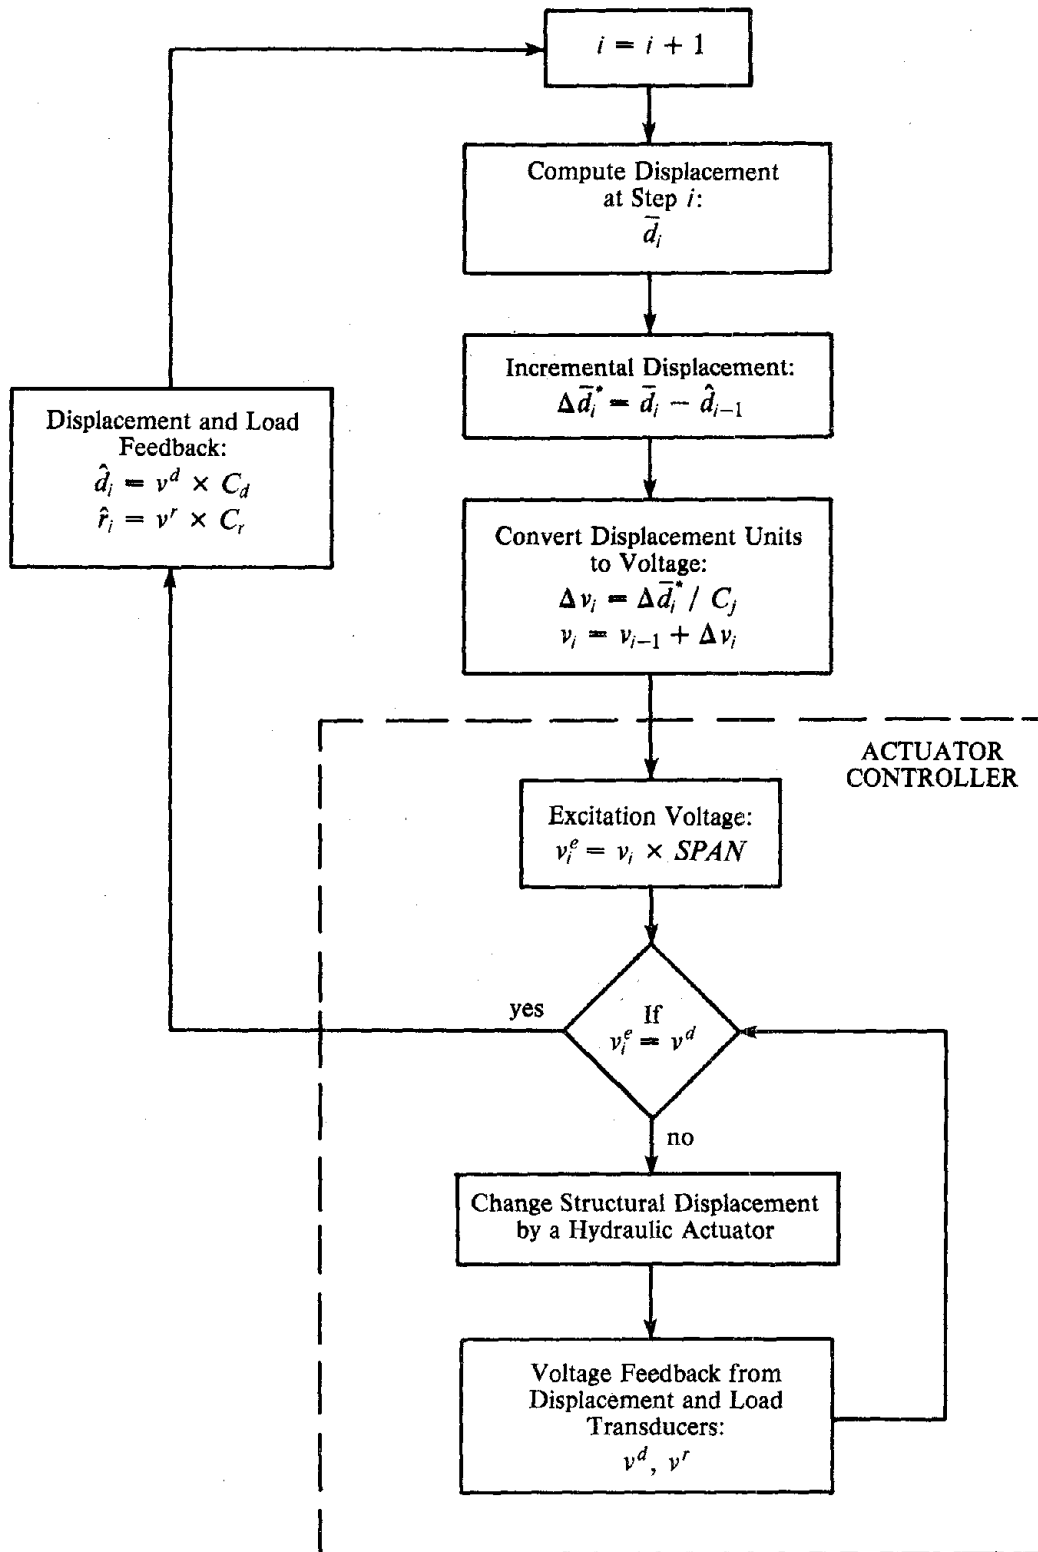 i = i + 1
Compute Displacement
at Step i:
d̄ᵢ
Incremental Displacement:
Δd̄ᵢ* = d̄ᵢ − d̂ᵢ₋₁
Displacement and Load
Feedback:
d̂ᵢ = vᵈ × C_d
r̂ᵢ = vʳ × Cᵣ
Convert Displacement Units
to Voltage:
Δvᵢ = Δd̄ᵢ* / Cⱼ
vᵢ = vᵢ₋₁ + Δvᵢ
ACTUATOR
CONTROLLER
Excitation Voltage:
vᵢᵉ = vᵢ × SPAN
yes
If
vᵢᵉ = vᵈ
no
Change Structural Displacement
by a Hydraulic Actuator
Voltage Feedback from
Displacement and Load
Transducers:
vᵈ, vʳ